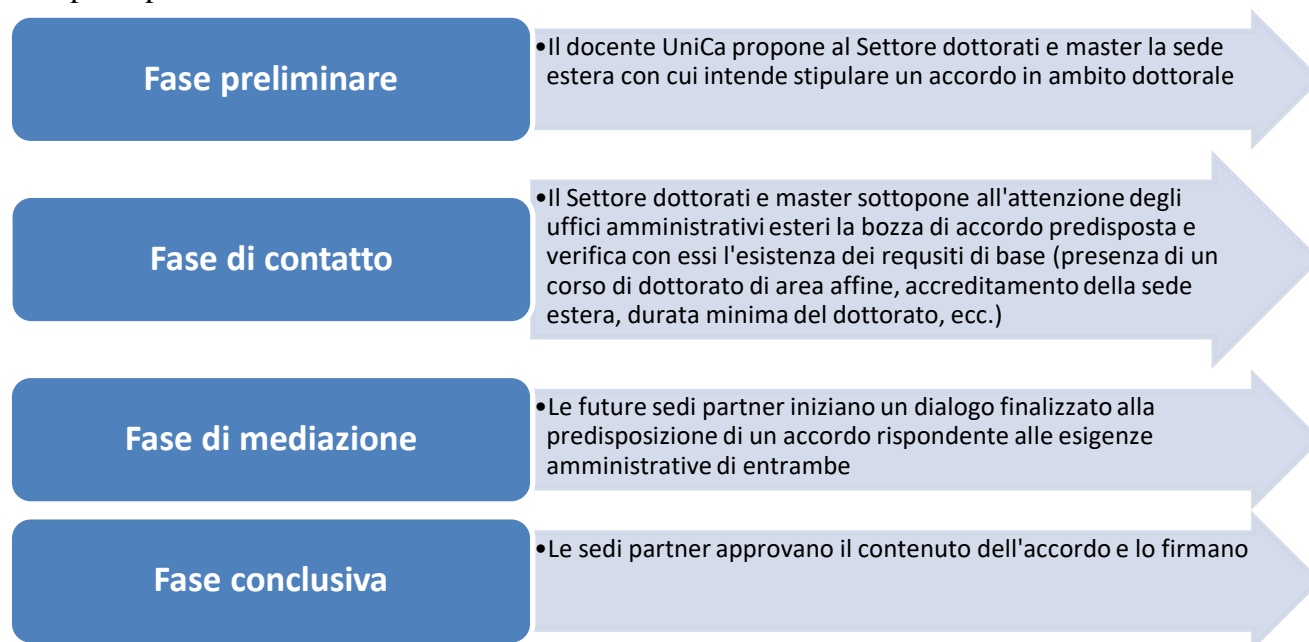 Fase preliminare
•Il docente UniCa propone al Settore dottorati e master la sede
estera con cui intende stipulare un accordo in ambito dottorale
Fase di contatto
•Il Settore dottorati e master sottopone all'attenzione degli
uffici amministrativi esteri la bozza di accordo predisposta e
verifica con essi l'esistenza dei requsiti di base (presenza di un
corso di dottorato di area affine, accreditamento della sede
estera, durata minima del dottorato, ecc.)
Fase di mediazione
•Le future sedi partner iniziano un dialogo finalizzato alla
predisposizione di un accordo rispondente alle esigenze
amministrative di entrambe
Fase conclusiva
•Le sedi partner approvano il contenuto dell'accordo e lo firmano